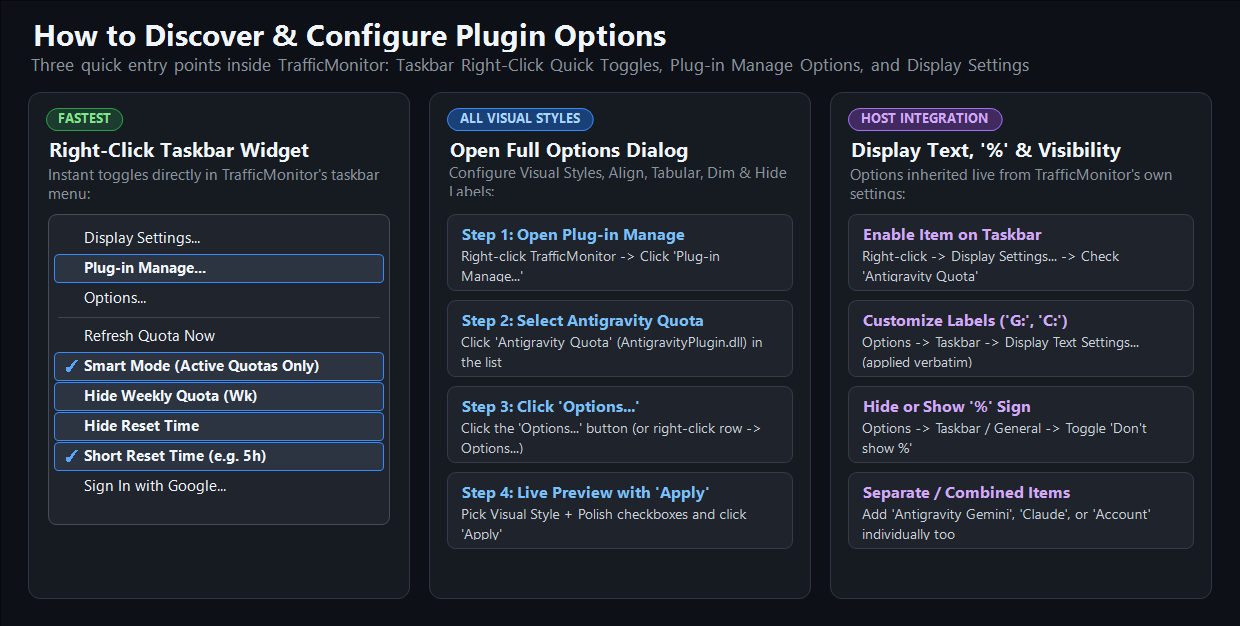 How to Discover & Configure Plugin Options
Three quick entry points inside TrafficMonitor: Taskbar Right-Click Quick Toggles, Plug-in Manage Options, and Display Settings
FASTEST
Right-Click Taskbar Widget
Instant toggles directly in TrafficMonitor's taskbar
menu:
Display Settings...
Plug-in Manage...
Options...
Refresh Quota Now
✓ Smart Mode (Active Quotas Only)
Hide Weekly Quota (Wk)
Hide Reset Time
✓ Short Reset Time (e.g. 5h)
Sign In with Google...
ALL VISUAL STYLES
Open Full Options Dialog
Configure Visual Styles, Align, Tabular, Dim & Hide
Labels:
Step 1: Open Plug-in Manage
Right-click TrafficMonitor -> Click 'Plug-in
Manage...'
Step 2: Select Antigravity Quota
Click 'Antigravity Quota' (AntigravityPlugin.dll) in
the list
Step 3: Click 'Options...'
Click the 'Options...' button (or right-click row ->
Options...)
Step 4: Live Preview with 'Apply'
Pick Visual Style + Polish checkboxes and click
'Apply'
HOST INTEGRATION
Display Text, '%' & Visibility
Options inherited live from TrafficMonitor's own
settings:
Enable Item on Taskbar
Right-click -> Display Settings... -> Check
'Antigravity Quota'
Customize Labels ('G:', 'C:')
Options -> Taskbar -> Display Text Settings...
(applied verbatim)
Hide or Show '%' Sign
Options -> Taskbar / General -> Toggle 'Don't
show %'
Separate / Combined Items
Add 'Antigravity Gemini', 'Claude', or 'Account'
individually too